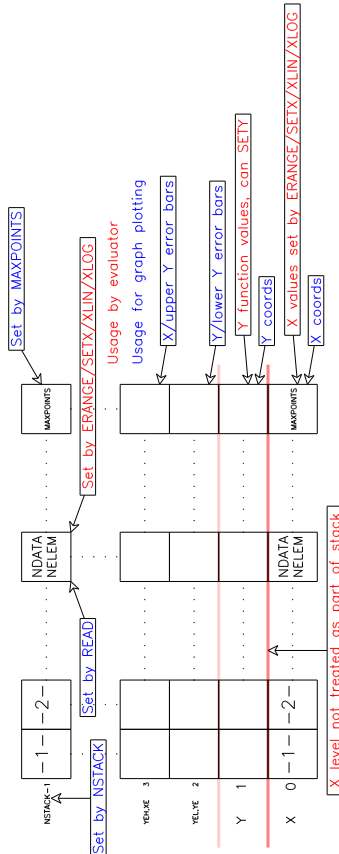 Set by MAXPOINTS
Set by ERANGE/SETX/XLIN/XLOG
Set by READ
Set by NSTACK
NSTACK-1
-1-
-2-
NDATA
NELEM
MAXPOINTS
Usage by evaluator
Usage for graph plotting
YEH,XE 3
X/upper Y error bars
YEL,YE 2
Y/lower Y error bars
Y 1
Y function values, can SETY
Y coords
X 0
-1-
-2-
NDATA
NELEM
MAXPOINTS
X values set by ERANGE/SETX/XLIN/XLOG
X coords
X level not treated as part of stack